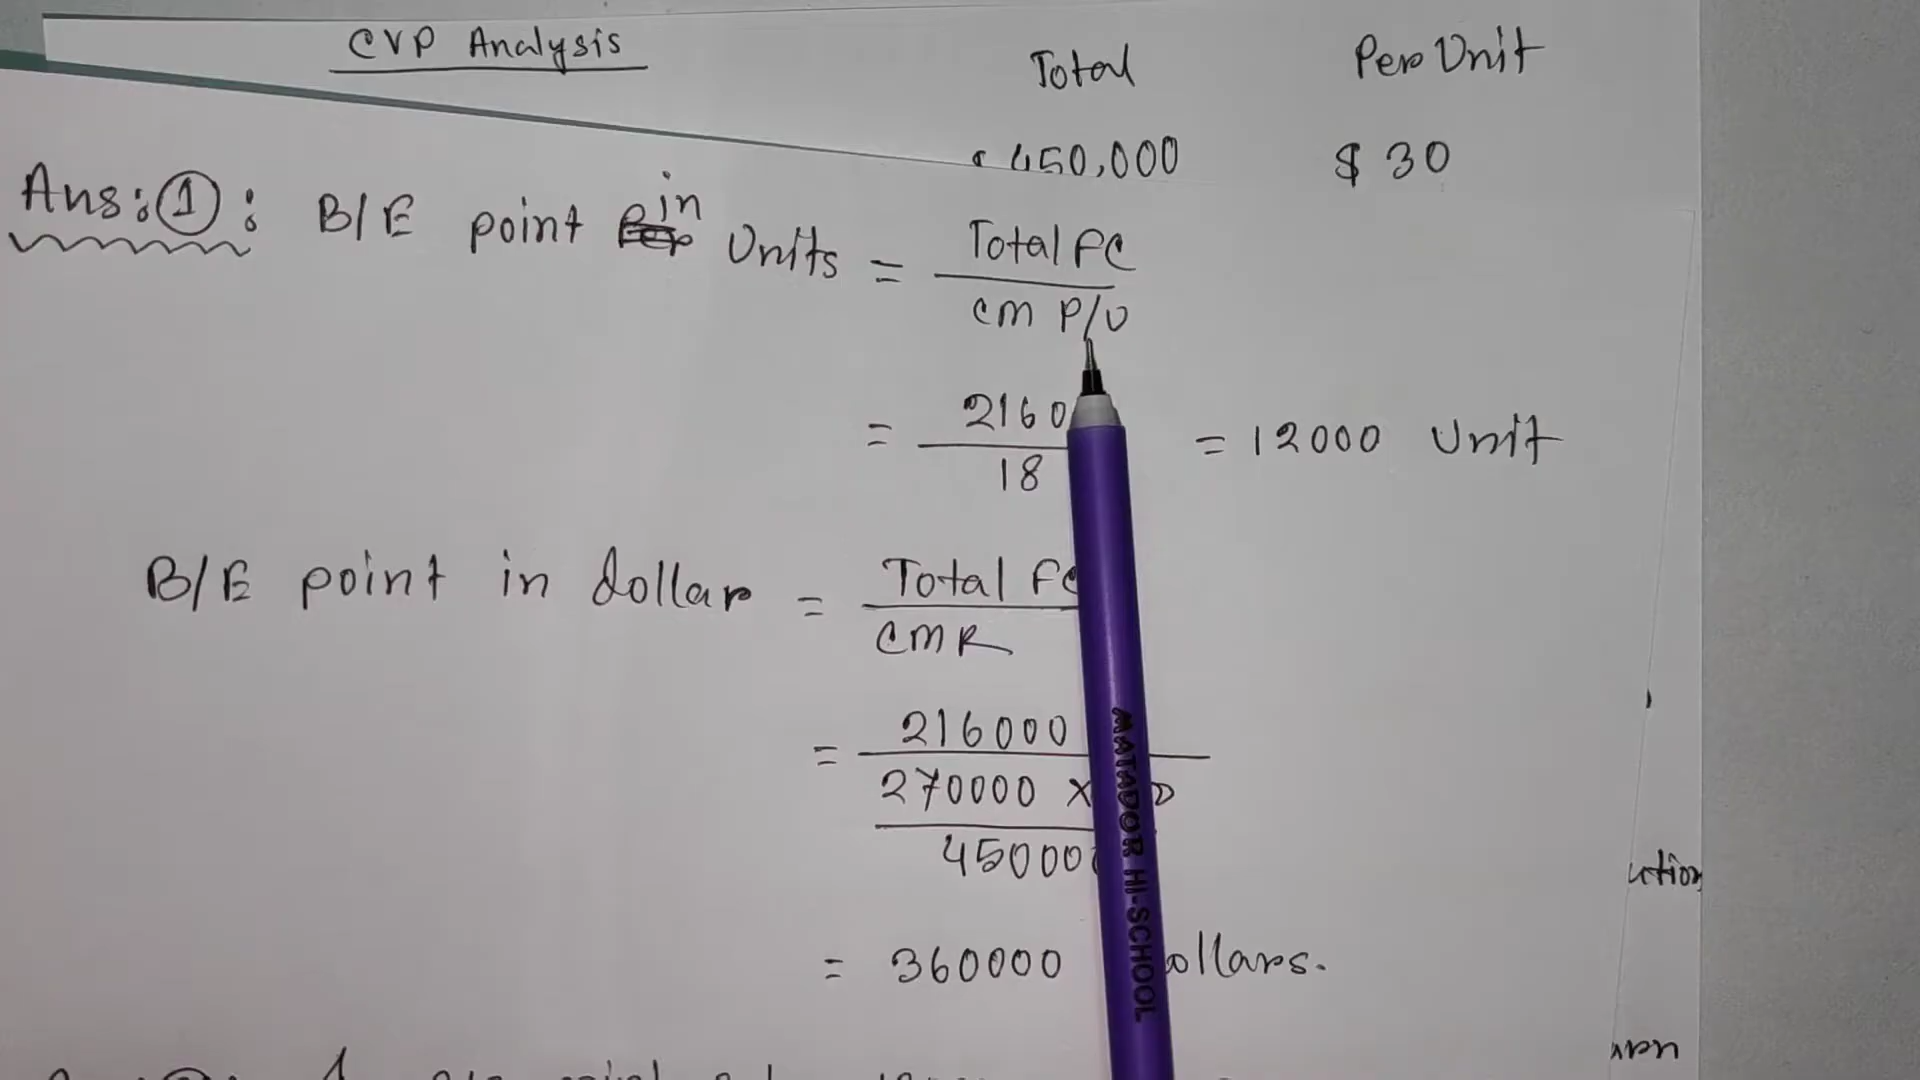 CVP Analysis
Total Per Unit
450,000 $ 30
Ans: 1 : B/E point in Units = Total FC
CM P/U
= 2160
18
= 12000 Unit
B/E point in dollar = Total FC
CMR
= 216000
270000 ×
45000
= 360000 ollars.
MATADOR HI-SCHOOL